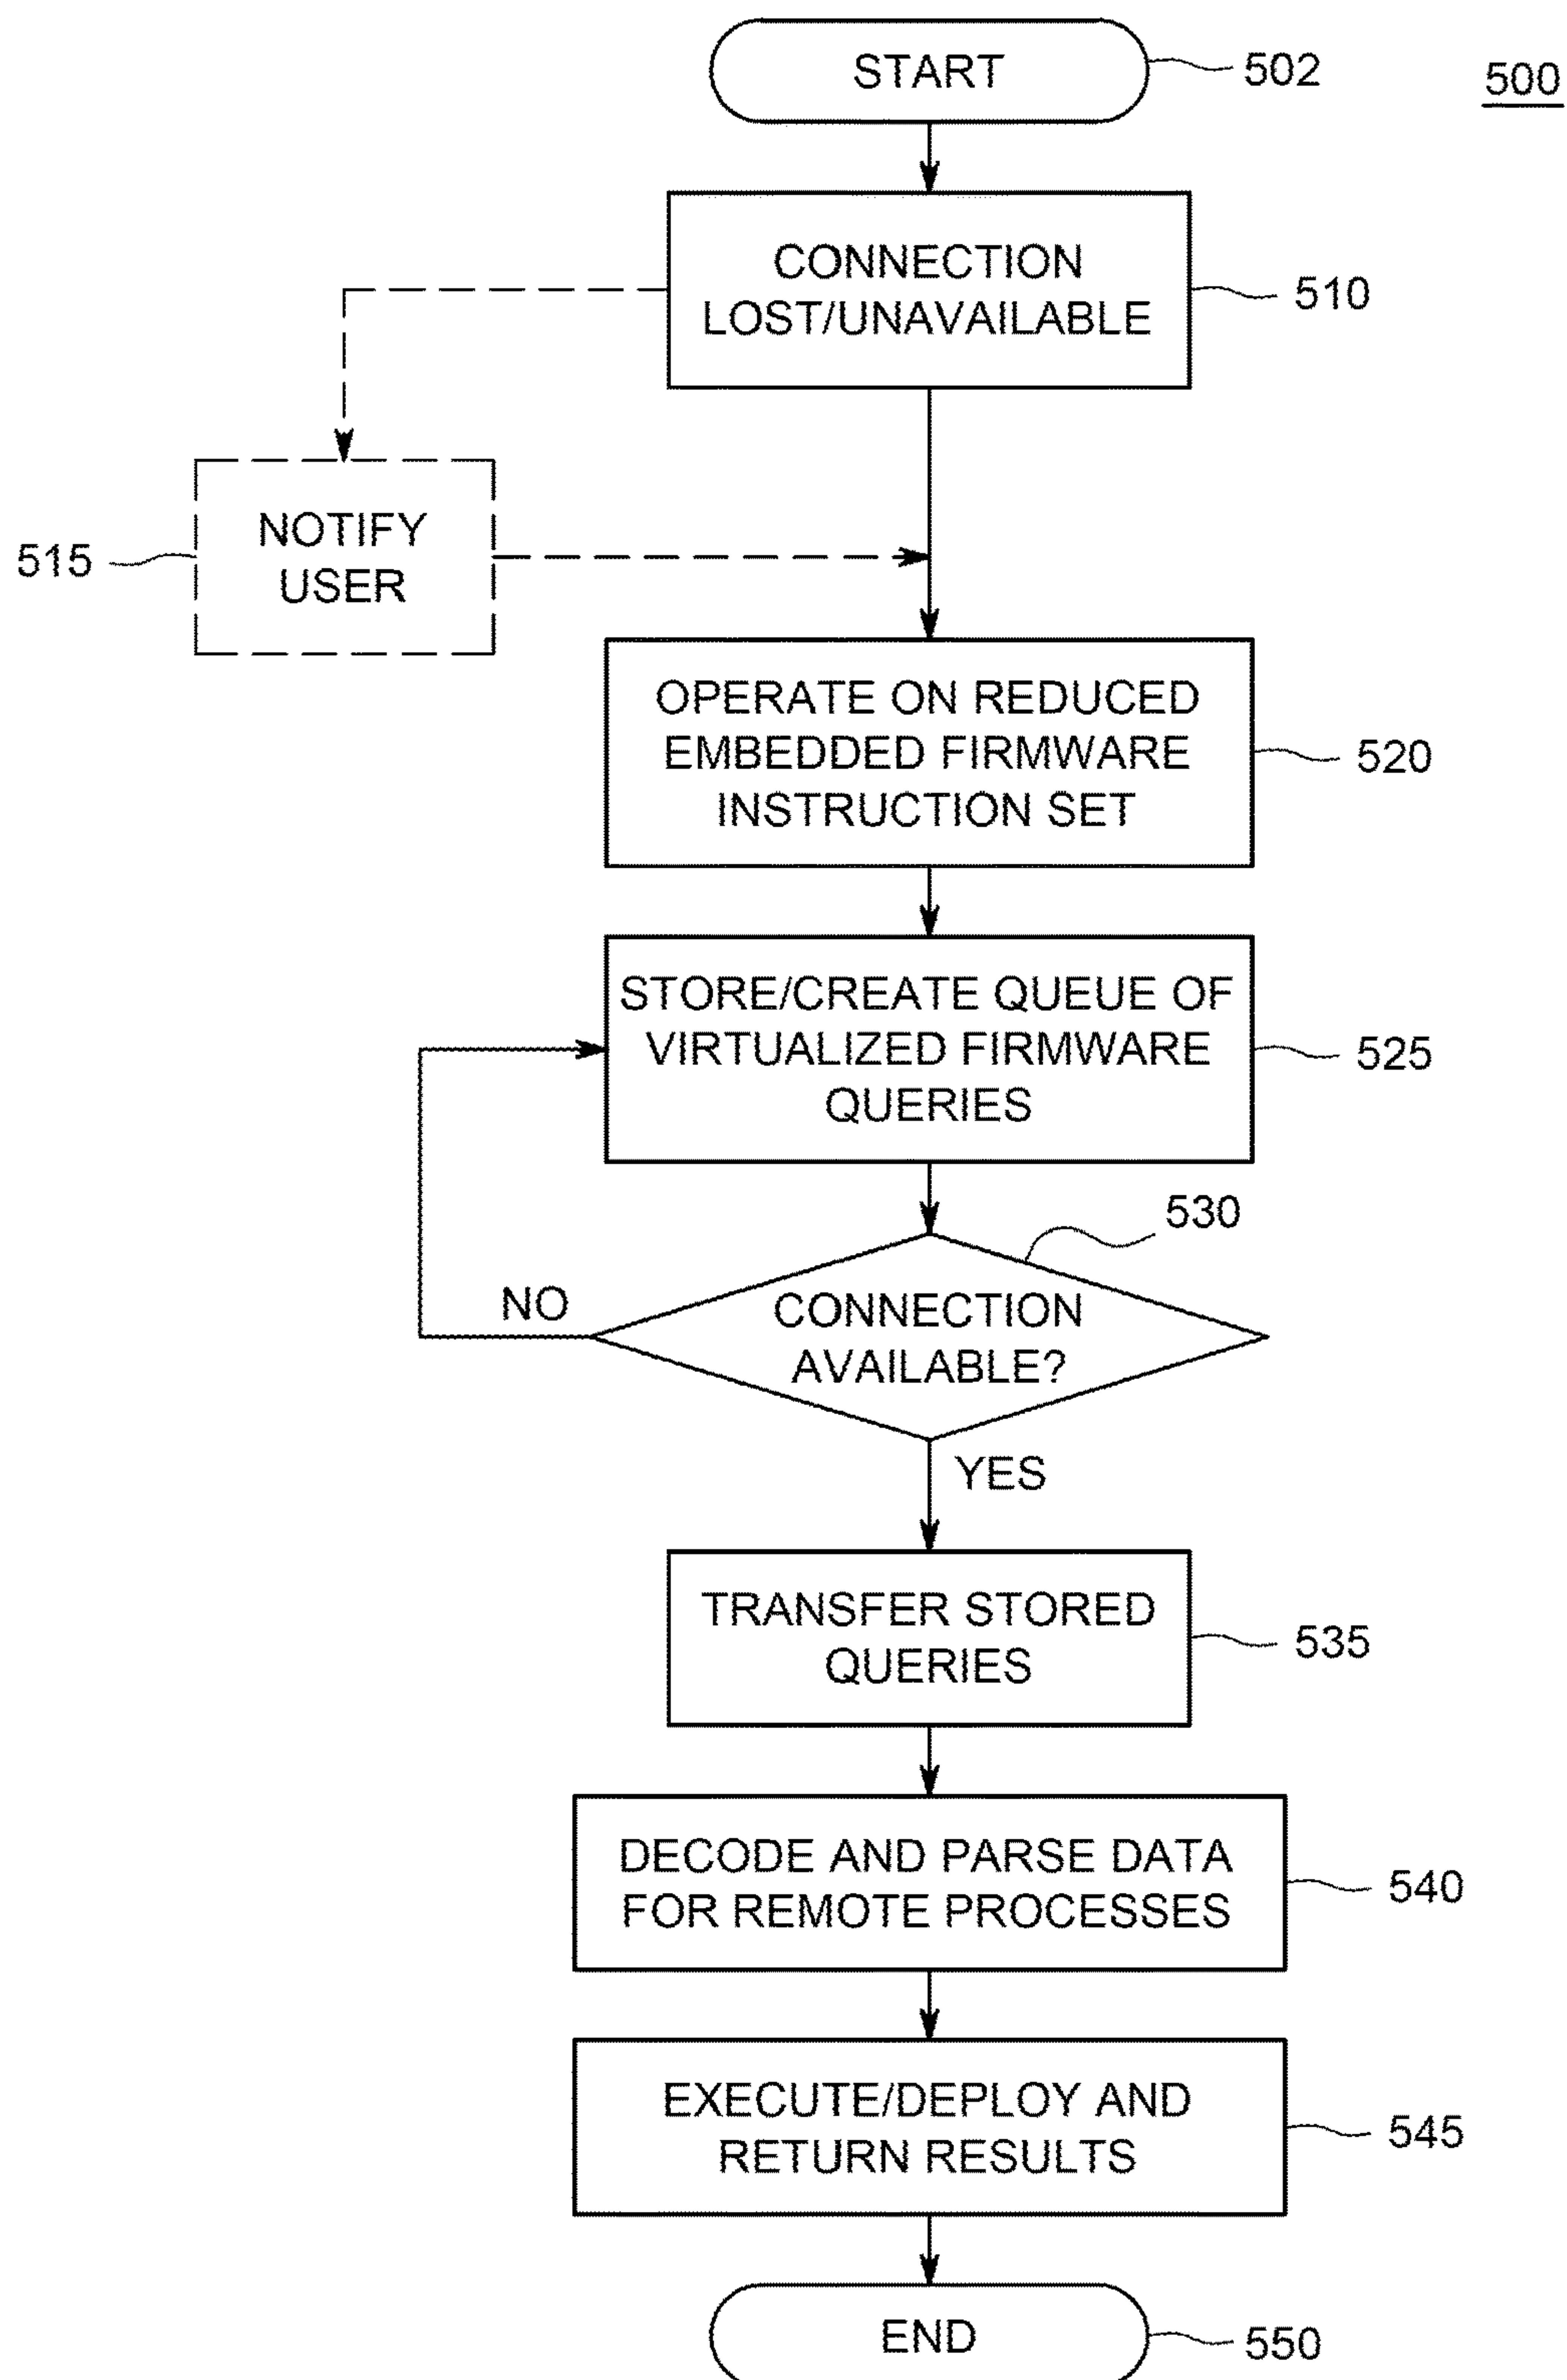 START
502
500
CONNECTION
LOST/UNAVAILABLE
510
NOTIFY
USER
515
OPERATE ON REDUCED
EMBEDDED FIRMWARE
INSTRUCTION SET
520
STORE/CREATE QUEUE OF
VIRTUALIZED FIRMWARE
QUERIES
525
530
NO
CONNECTION
AVAILABLE?
YES
TRANSFER STORED
QUERIES
535
DECODE AND PARSE DATA
FOR REMOTE PROCESSES
540
EXECUTE/DEPLOY AND
RETURN RESULTS
545
END
550